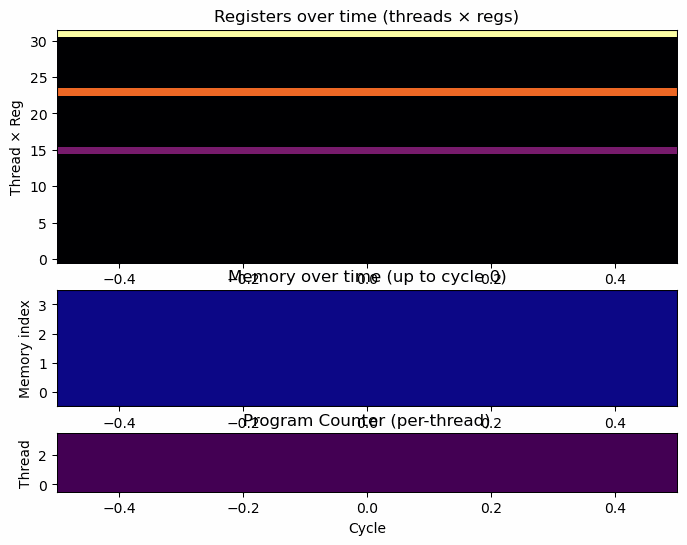 Registers over time (threads × regs)
30
25
20
15
10
5
0
Thread × Reg
−0.4 −0.2 0.0 0.2 0.4
Memory over time (up to cycle 0)
3
2
1
0
Memory index
−0.4 −0.2 0.0 0.2 0.4
Program Counter (per-thread)
2
0
Thread
−0.4 −0.2 0.0 0.2 0.4
Cycle